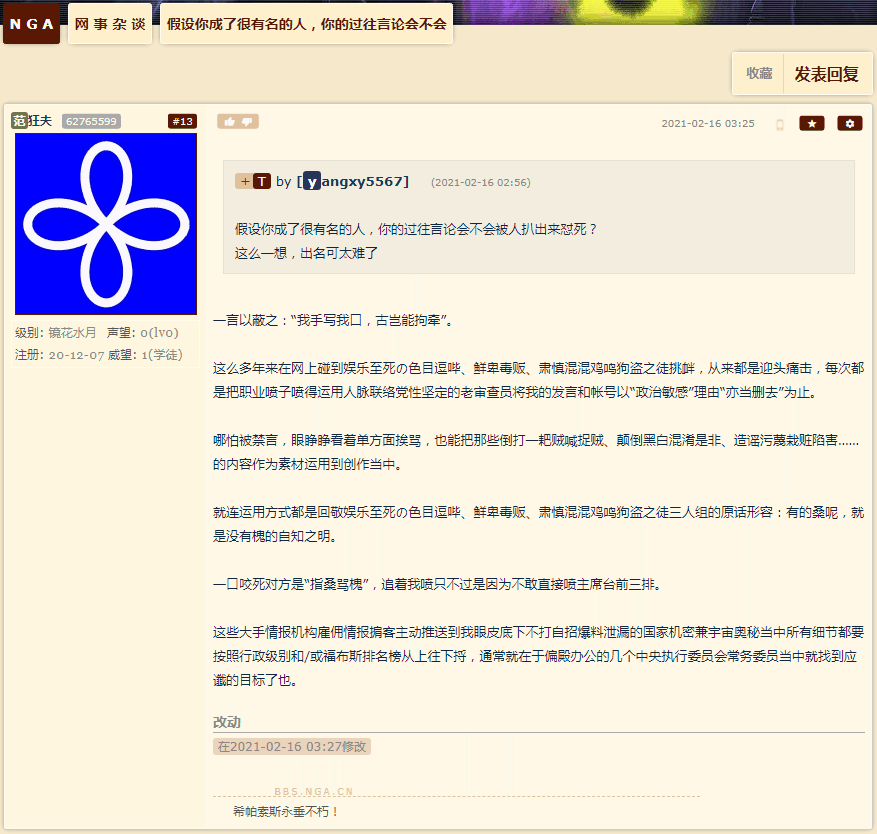 NGA 网事杂谈 假设你成了很有名的人，你的过往言论会不会
收藏 发表回复
范狂夫 62765599 #13
2021-02-16 03:25
+ T by [yangxy5567] (2021-02-16 02:56)
假设你成了很有名的人，你的过往言论会不会被人扒出来怼死？
这么一想，出名可太难了
级别: 镜花水月 声望: 0(lv0)
注册: 20-12-07 威望: 1(学徒)
一言以蔽之：“我手写我口，古岂能拘牵”。
这么多年来在网上碰到娱乐至死の色目逗哔、鲜卑毒贩、肃慎混混鸡鸣狗盗之徒挑衅，从来都是迎头痛击，每次都
是把职业喷子喷得运用人脉联络党性坚定的老审查员将我的发言和帐号以“政治敏感”理由“亦当删去”为止。
哪怕被禁言，眼睁睁看着单方面挨骂，也能把那些倒打一耙贼喊捉贼、颠倒黑白混淆是非、造谣污蔑栽赃陷害……
的内容作为素材运用到创作当中。
就连运用方式都是回敬娱乐至死の色目逗哔、鲜卑毒贩、肃慎混混鸡鸣狗盗之徒三人组的原话形容：有的桑呢，就
是没有槐的自知之明。
一口咬死对方是“指桑骂槐”，追着我喷只不过是因为不敢直接喷主席台前三排。
这些大手情报机构雇佣情报掮客主动推送到我眼皮底下不打自招爆料泄漏的国家机密兼宇宙奥秘当中所有细节都要
按照行政级别和/或福布斯排名榜从上往下捋，通常就在于偏殿办公的几个中央执行委员会常务委员当中就找到应
谶的目标了也。
改动
在2021-02-16 03:27修改
BBS.NGA.CN
希帕索斯永垂不朽！